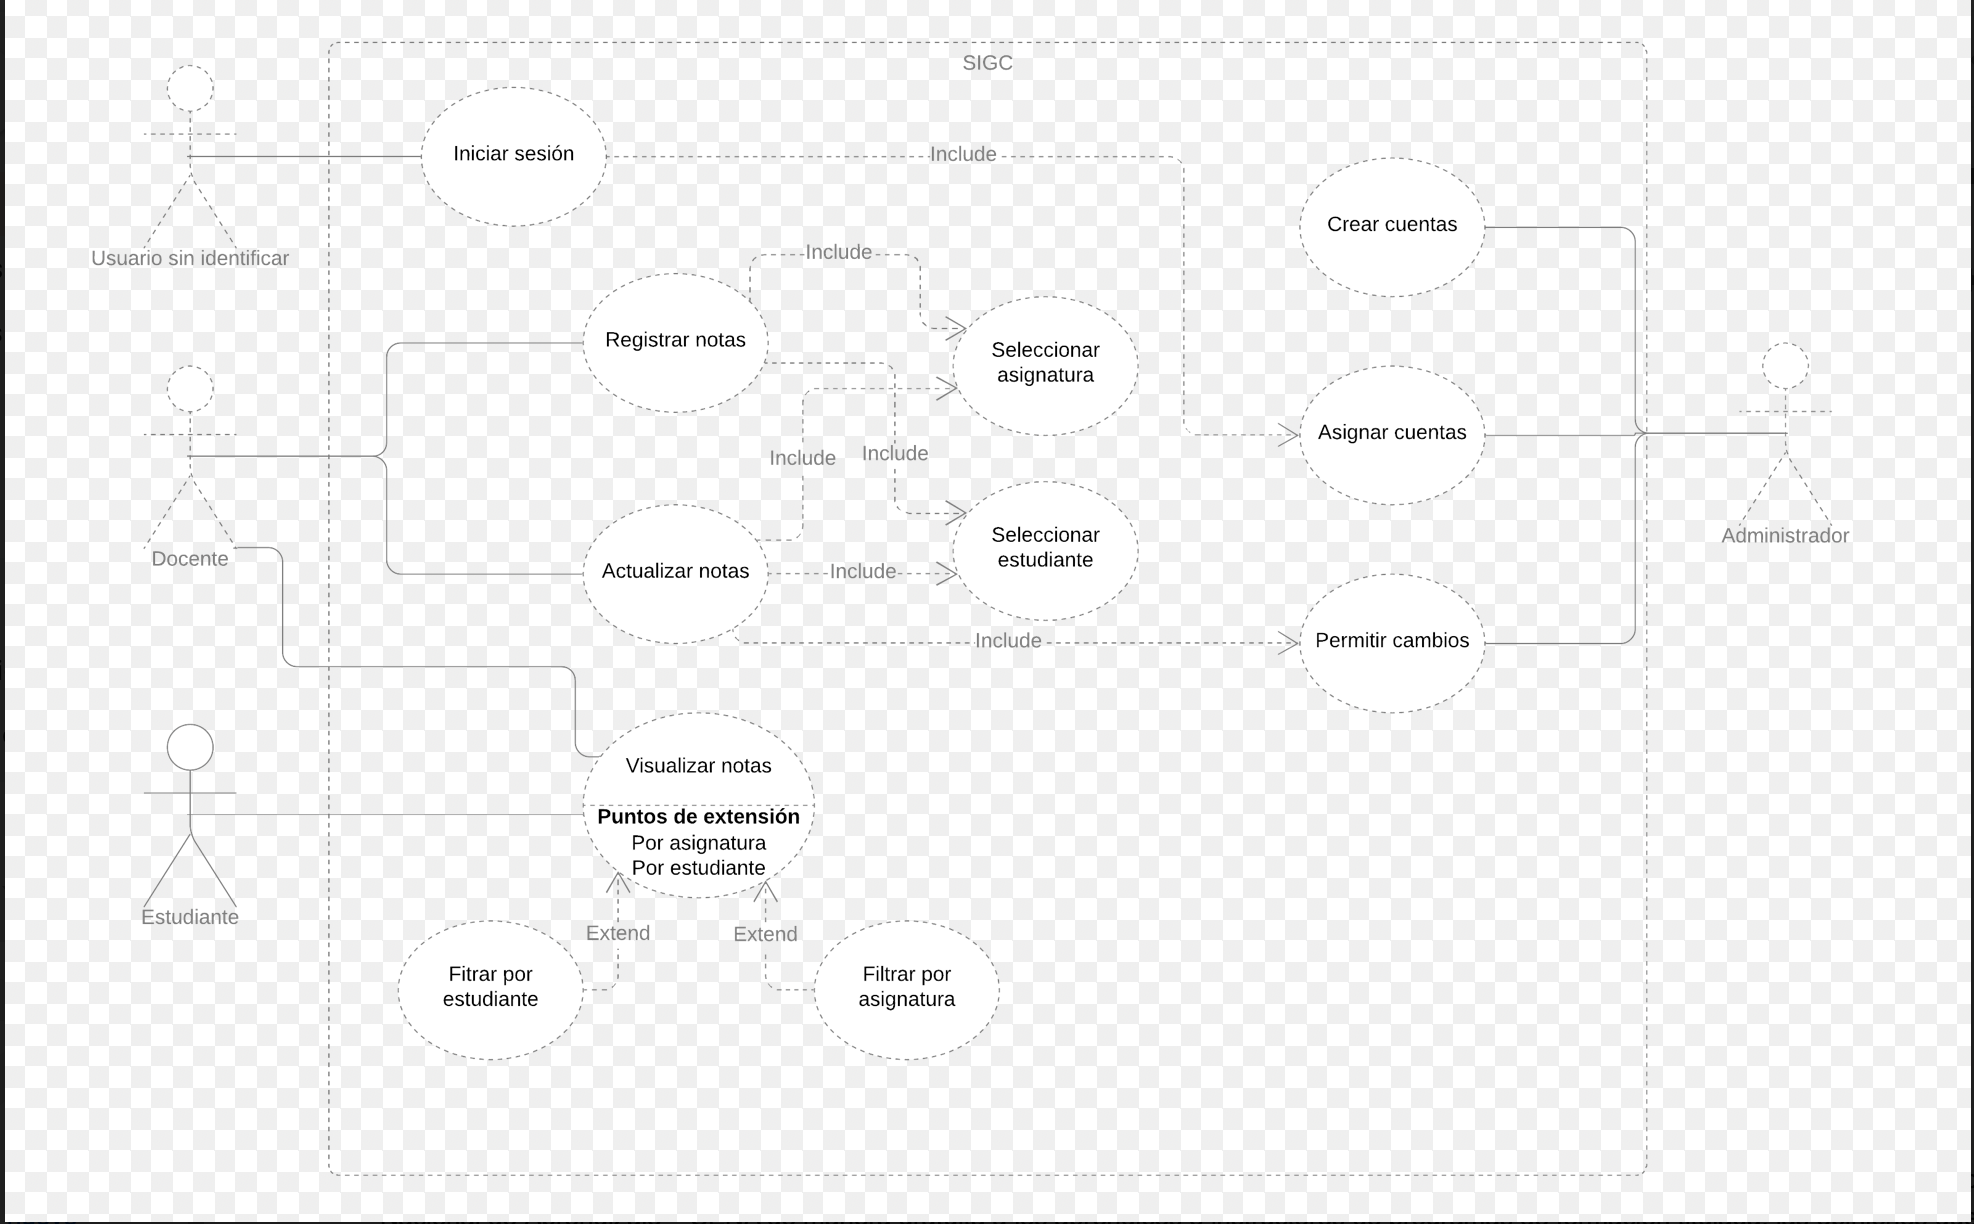 SIGC
Iniciar sesión
Include
Usuario sin identificar
Crear cuentas
Include
Registrar notas
Seleccionar
asignatura
Asignar cuentas
Include
Include
Docente
Seleccionar
estudiante
Administrador
Actualizar notas
Include
Include
Permitir cambios
Visualizar notas
Puntos de extensión
Por asignatura
Por estudiante
Estudiante
Extend
Extend
Fitrar por
estudiante
Filtrar por
asignatura